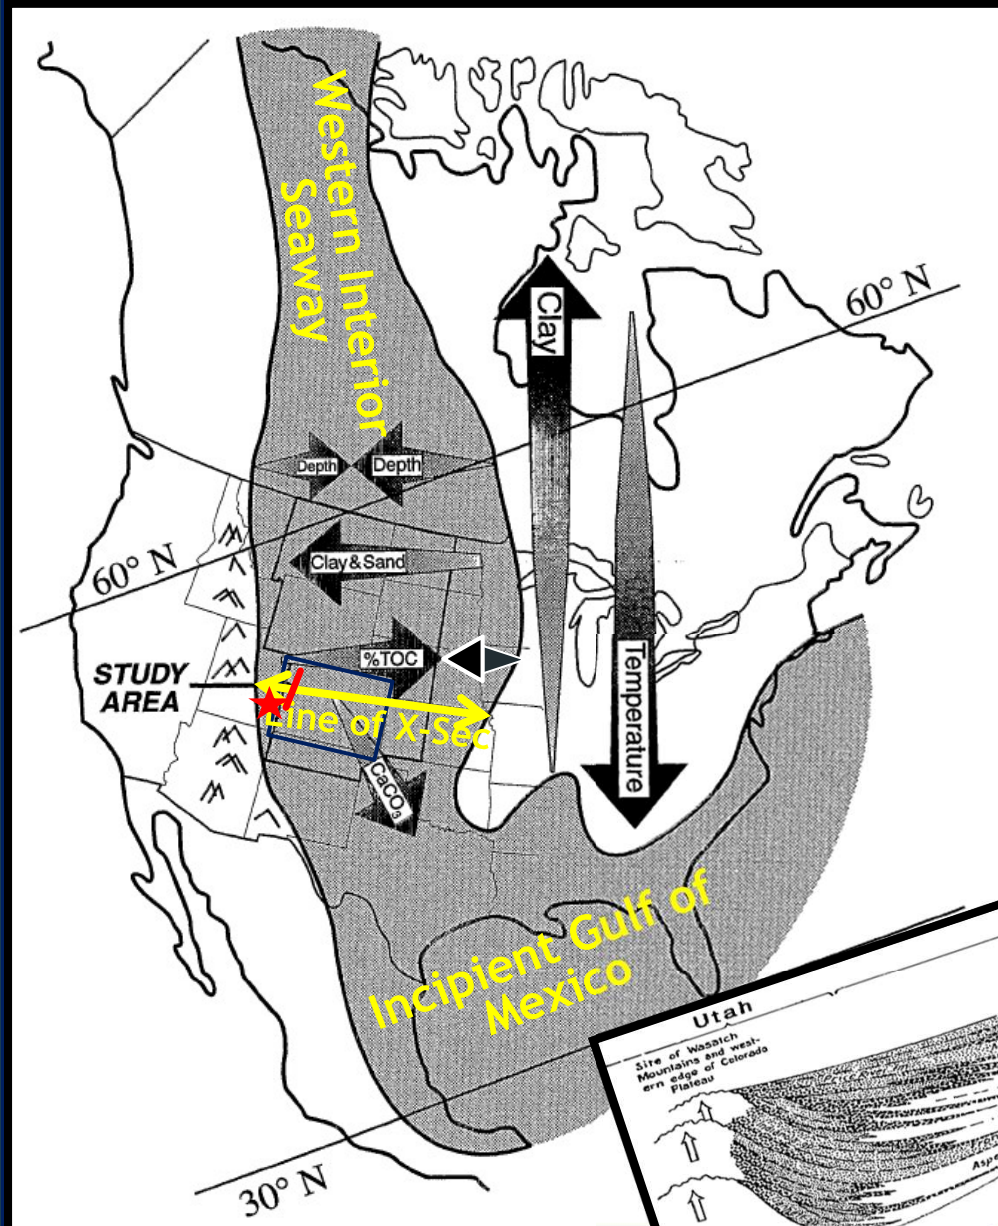 Western Interior
Seaway
60° N
Clay
Depth
Depth
Clay&Sand
60° N
%TOC
Temperature
STUDY
AREA
Line of X-Sec
CaCO₃
Incipient Gulf of
Mexico
30° N
Utah
Site of Wasatch
Mountains and west-
ern edge of Colorado
Plateau